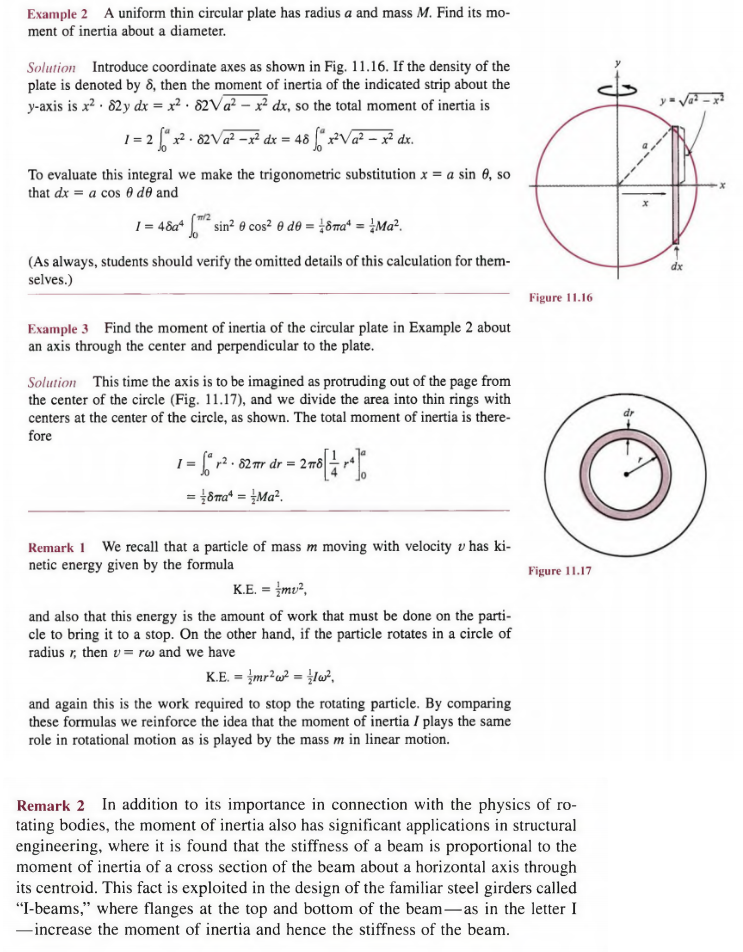 Example 2 A uniform thin circular plate has radius a and mass M. Find its mo-
ment of inertia about a diameter.
Solution Introduce coordinate axes as shown in Fig. 11.16. If the density of the
plate is denoted by δ, then the moment of inertia of the indicated strip about the
y-axis is x² · δ2y dx = x² · δ2√(a² − x²) dx, so the total moment of inertia is
I = 2 ∫₀ᵃ x² · δ2√(a² − x²) dx = 4δ ∫₀ᵃ x²√(a² − x²) dx.
To evaluate this integral we make the trigonometric substitution x = a sin θ, so
that dx = a cos θ dθ and
I = 4δa⁴ ∫₀^(π/2) sin² θ cos² θ dθ = ¼δπa⁴ = ¼Ma².
(As always, students should verify the omitted details of this calculation for them-
selves.)
y
y = √(a² − x²)
a
x
x
dx
Figure 11.16
Example 3 Find the moment of inertia of the circular plate in Example 2 about
an axis through the center and perpendicular to the plate.
Solution This time the axis is to be imagined as protruding out of the page from
the center of the circle (Fig. 11.17), and we divide the area into thin rings with
centers at the center of the circle, as shown. The total moment of inertia is there-
fore
I = ∫₀ᵃ r² · δ2πr dr = 2πδ[¼ r⁴]₀ᵃ
= ½δπa⁴ = ½Ma².
dr
r
Figure 11.17
Remark 1 We recall that a particle of mass m moving with velocity v has ki-
netic energy given by the formula
K.E. = ½mv²,
and also that this energy is the amount of work that must be done on the parti-
cle to bring it to a stop. On the other hand, if the particle rotates in a circle of
radius r, then v = rω and we have
K.E. = ½mr²ω² = ½Iω²,
and again this is the work required to stop the rotating particle. By comparing
these formulas we reinforce the idea that the moment of inertia I plays the same
role in rotational motion as is played by the mass m in linear motion.
Remark 2 In addition to its importance in connection with the physics of ro-
tating bodies, the moment of inertia also has significant applications in structural
engineering, where it is found that the stiffness of a beam is proportional to the
moment of inertia of a cross section of the beam about a horizontal axis through
its centroid. This fact is exploited in the design of the familiar steel girders called
“I-beams,” where flanges at the top and bottom of the beam—as in the letter I
—increase the moment of inertia and hence the stiffness of the beam.